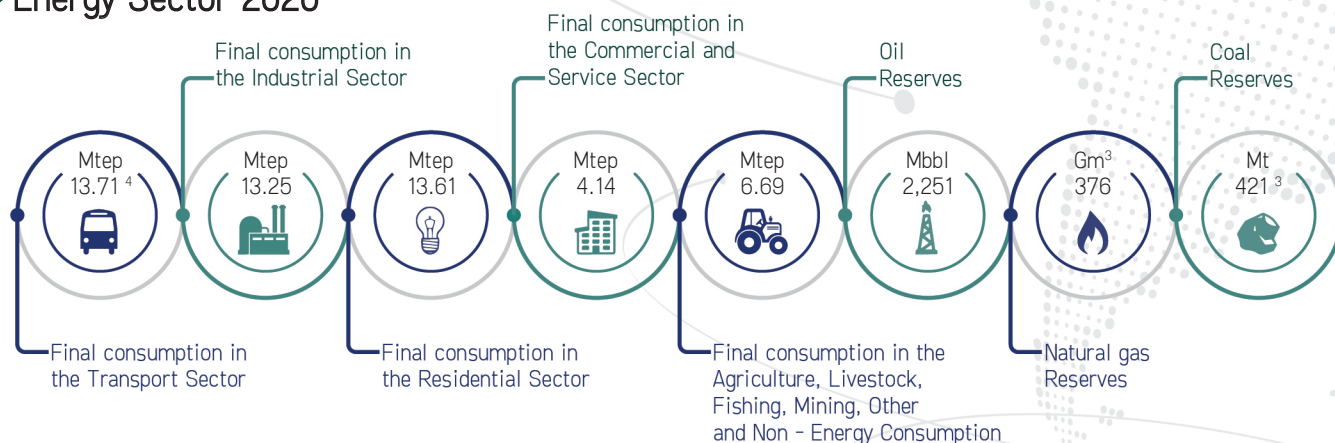 Energy Sector 2020
Final consumption in
the Industrial Sector
Final consumption in
the Commercial and
Service Sector
Oil
Reserves
Coal
Reserves
Mtep
13.71 4
Mtep
13.25
Mtep
13.61
Mtep
4.14
Mtep
6.69
Mbbl
2,251
Gm³
376
Mt
421 ³
Final consumption in
the Transport Sector
Final consumption in
the Residential Sector
Final consumption in the
Agriculture, Livestock,
Fishing, Mining, Other
and Non - Energy Consumption
Natural gas
Reserves